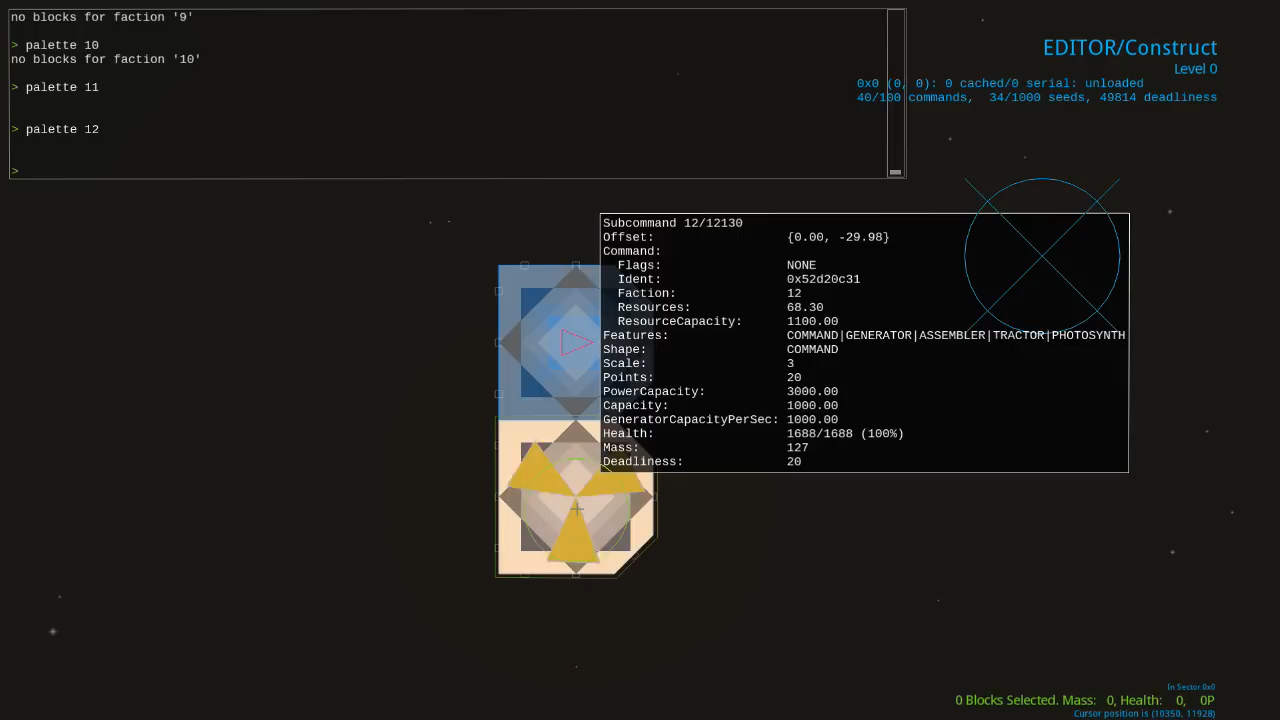 no blocks for faction '9'
> palette 10
no blocks for faction '10'
> palette 11
> palette 12
>
EDITOR/Construct
Level 0
0x0 (0, 0): 0 cached/0 serial: unloaded
40/100 commands,  34/1000 seeds, 49814 deadliness
Subcommand 12/12130
Offset: {0.00, -29.98}
Command:
Flags: NONE
Ident: 0x52d20c31
Faction: 12
Resources: 68.30
ResourceCapacity: 1100.00
Features: COMMAND|GENERATOR|ASSEMBLER|TRACTOR|PHOTOSYNTH
Shape: COMMAND
Scale: 3
Points: 20
PowerCapacity: 3000.00
Capacity: 1000.00
GeneratorCapacityPerSec: 1000.00
Health: 1688/1688 (100%)
Mass: 127
Deadliness: 20
In Sector 0x0
0 Blocks Selected. Mass: 0, Health: 0, 0P
Cursor position is (10350, 11928)